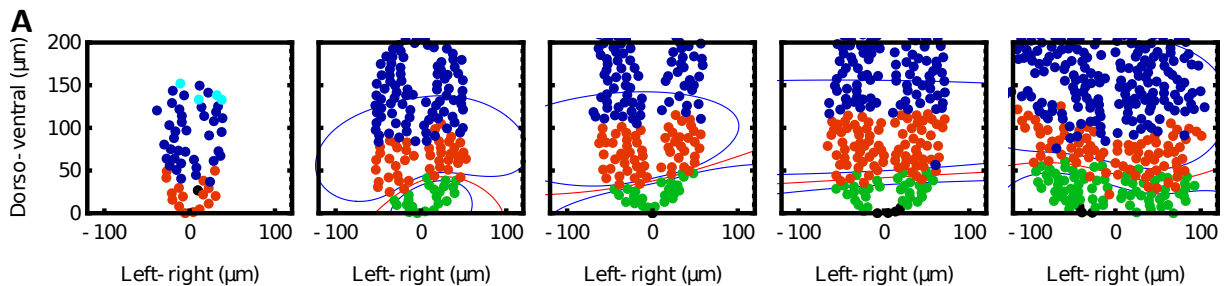 A
Dorso- ventral (µm)
200
150
100
50
0
- 100 0 100 - 100 0 100 - 100 0 100 - 100 0 100 - 100 0 100
Left- right (µm) Left- right (µm) Left- right (µm) Left- right (µm) Left- right (µm)